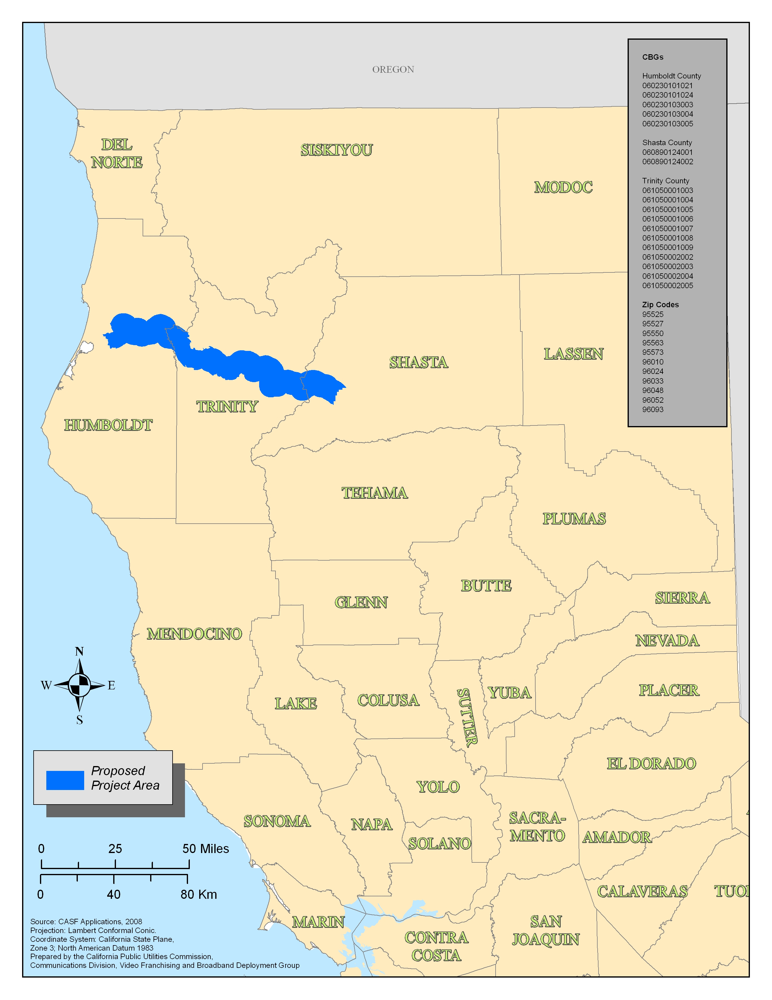 OREGON
CBGs
Humboldt County
060230101021
060230101024
060230103003
060230103004
060230103005
Shasta County
060890124001
060890124002
Trinity County
061050001003
061050001004
061050001005
061050001006
061050001007
061050001008
061050001009
061050002002
061050002003
061050002004
061050002005
Zip Codes
95525
95527
95550
95563
95573
96010
96024
96033
96048
96052
96093
DEL
NORTE
SISKIYOU
MODOC
SHASTA
LASSEN
TRINITY
HUMBOLDT
TEHAMA
PLUMAS
BUTTE
GLENN
SIERRA
MENDOCINO
NEVADA
N
W
E
S
LAKE
COLUSA
SUTTER
YUBA
PLACER
EL DORADO
YOLO
Proposed
Project Area
SONOMA
NAPA
SACRA-
MENTO
SOLANO
AMADOR
0 25 50 Miles
0 40 80 Km
CALAVERAS
TUO
MARIN
SAN
JOAQUIN
CONTRA
COSTA
Source: CASF Applications, 2008
Projection: Lambert Conformal Conic.
Coordinate System: California State Plane,
Zone 3; North American Datum 1983
Prepared by the California Public Utilities Commission,
Communications Division, Video Franchising and Broadband Deployment Group